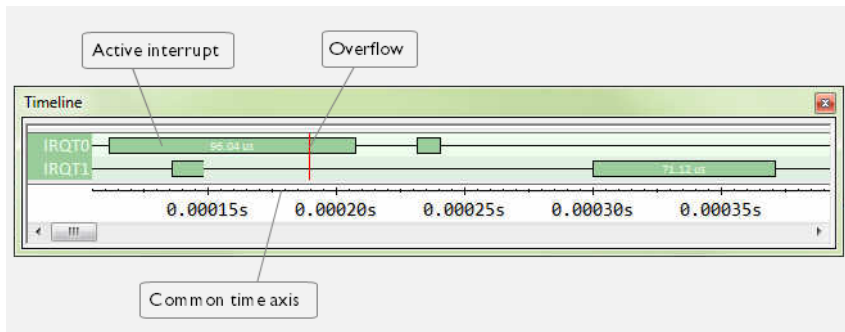 Active interrupt
Overflow
Timeline
IRQT0
96.04 us
IRQT1
71.12 us
0.00015s 0.00020s 0.00025s 0.00030s 0.00035s
Common time axis